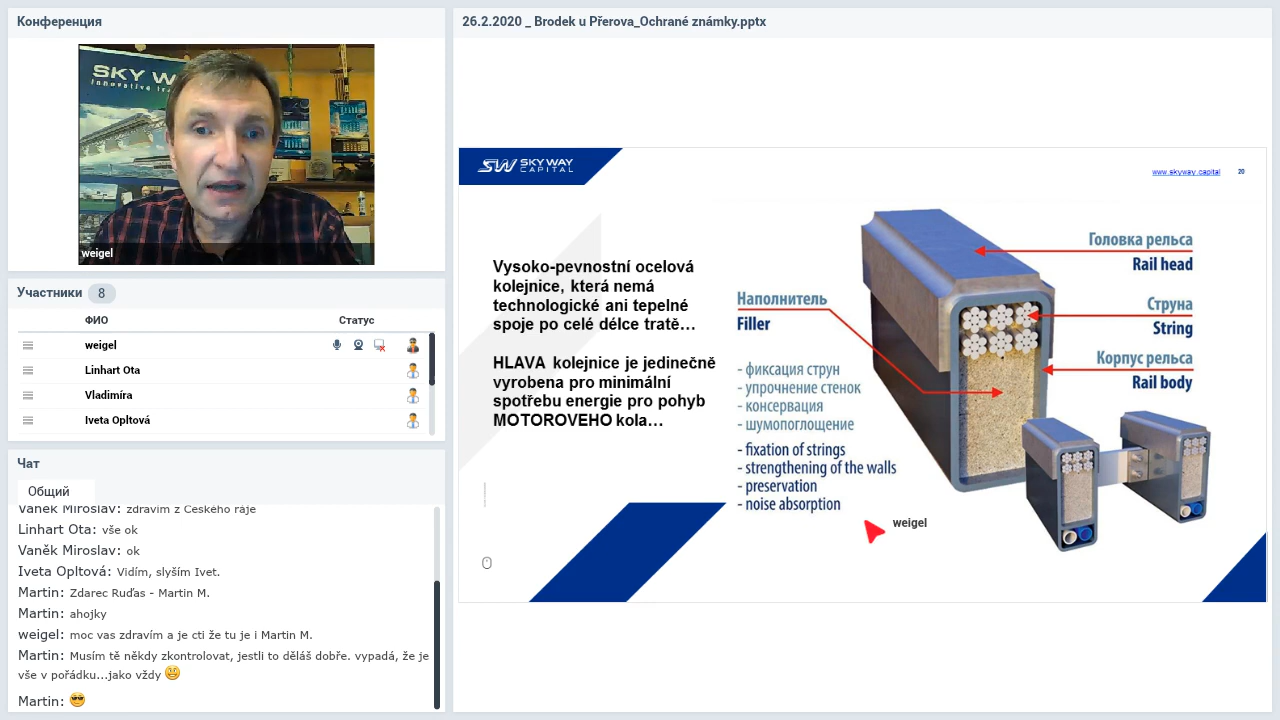 Конференция
SKY W
weigel
Участники 8
ФИО Статус
weigel
Linhart Ota
Vladimíra
Iveta Opltová
Чат
Общий
Vaněk Miroslav: zdravím z Českého ráje
Linhart Ota: vše ok
Vaněk Miroslav: ok
Iveta Opltová: Vidím, slyším Ivet.
Martin: Zdarec Ruďas - Martin M.
Martin: ahojky
weigel: moc vas zdravím a je cti že tu je i Martin M.
Martin: Musím tě někdy zkontrolovat, jestli to děláš dobře. vypadá, že je
vše v pořádku...jako vždy
Martin:
26.2.2020 _ Brodek u Přerova_Ochrané známky.pptx
SW SKY WAY
CAPITAL
www.skyway.capital 20
Vysoko-pevnostní ocelová
kolejnice, která nemá
technologické ani tepelné
spoje po celé délce tratě...
HLAVA kolejnice je jedinečně
vyrobena pro minimální
spotřebu energie pro pohyb
MOTOROVEHO kola...
Головка рельса
Rail head
Наполнитель
Filler
Струна
String
Корпус рельса
Rail body
- фиксация струн
- упрочнение стенок
- консервация
- шумопоглощение
- fixation of strings
- strengthening of the walls
- preservation
- noise absorption
weigel